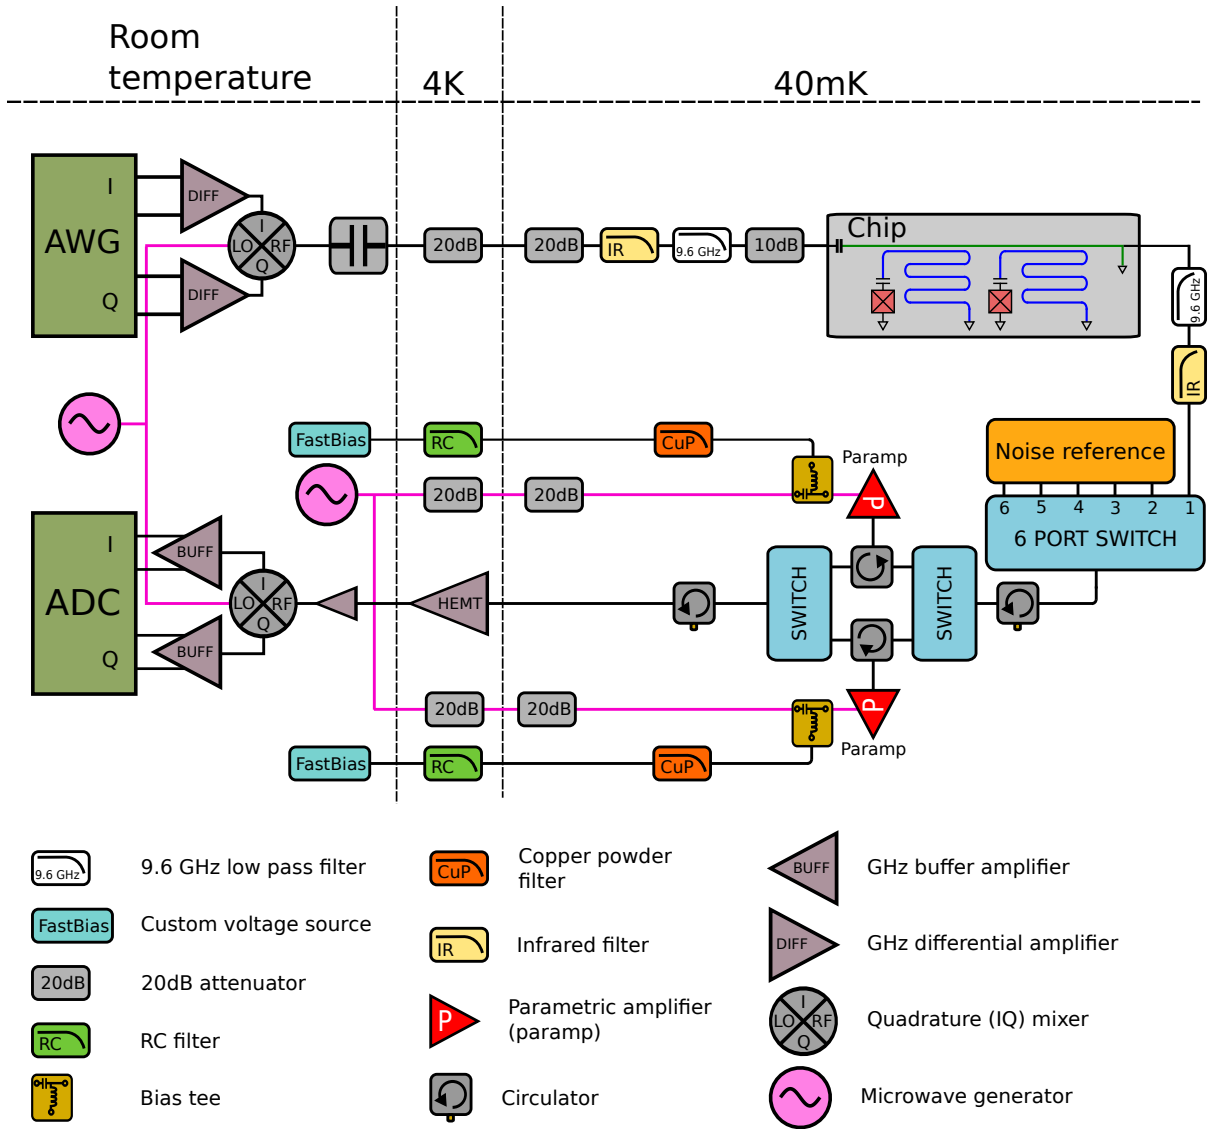 Room
temperature
4K
40mK
AWG
I
Q
DIFF
DIFF
I
LO
RF
Q
20dB
20dB
IR
9.6 GHz
10dB
Chip
9.6 GHz
IR
FastBias
RC
CuP
Paramp
P
20dB
20dB
Noise reference
6 5 4 3 2 1
6 PORT SWITCH
ADC
I
Q
BUFF
BUFF
I
LO
RF
Q
HEMT
SWITCH
SWITCH
20dB
20dB
P
Paramp
FastBias
RC
CuP
9.6 GHz
9.6 GHz low pass filter
FastBias
Custom voltage source
20dB
20dB attenuator
RC
RC filter
Bias tee
CuP
Copper powder
filter
IR
Infrared filter
P
Parametric amplifier
(paramp)
Circulator
BUFF
GHz buffer amplifier
DIFF
GHz differential amplifier
I
LO
RF
Q
Quadrature (IQ) mixer
Microwave generator